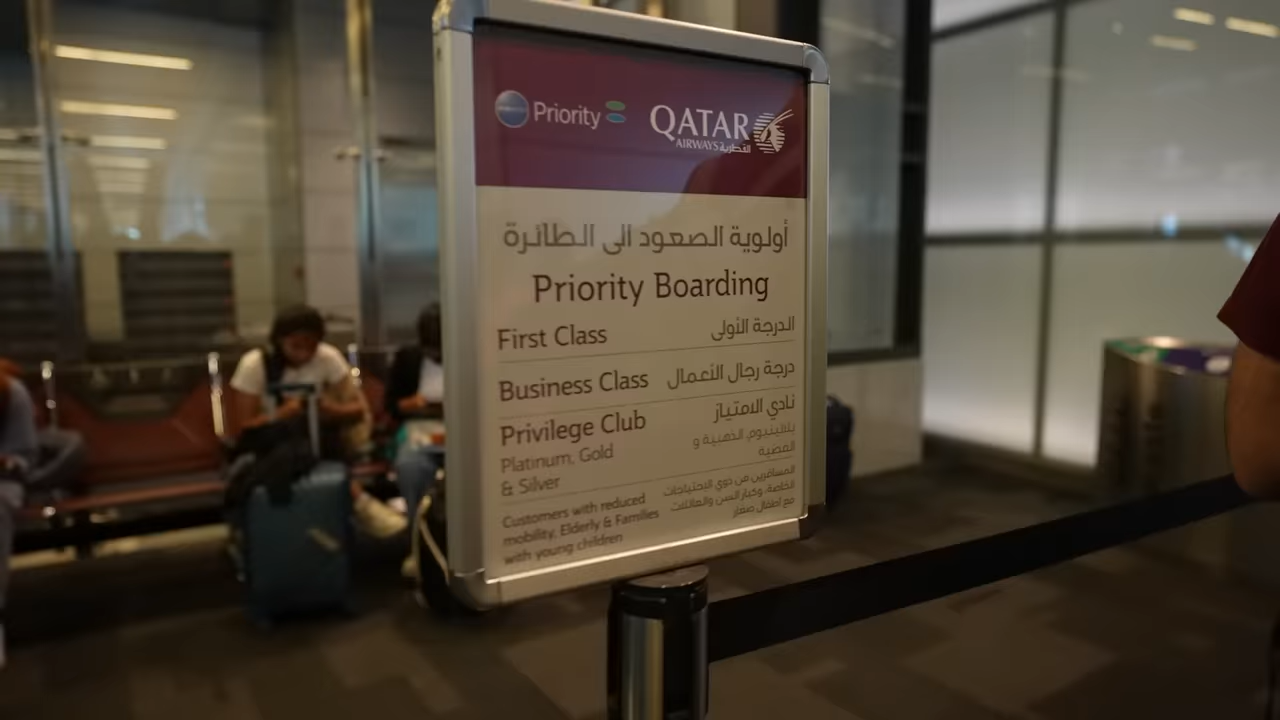 Priority
QATAR
AIRWAYS القطرية
أولوية الصعود الى الطائرة
Priority Boarding
First Class
الدرجة الأولى
Business Class
درجة رجال الأعمال
Privilege Club
نادي الامتياز
Platinum, Gold
& Silver
بلاتينيوم، الذهبية و
الفضية
Customers with reduced
mobility, Elderly & Families
with young children
المسافرين من ذوي الاحتياجات
الخاصة، وكبار السن والعائلات
مع أطفال صغار